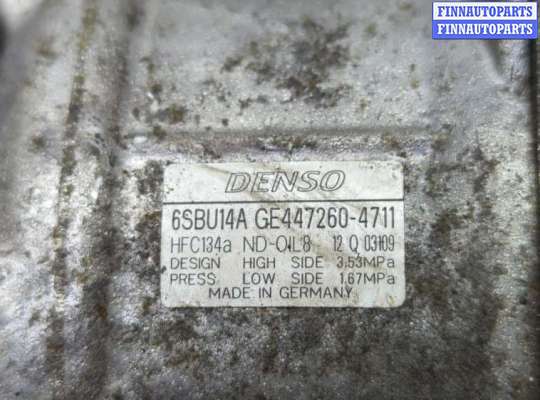 FINNAUTOPARTS
FINNAUTOPARTS
DENSO
6SBU14A GE447260-4711
HFC134a ND-OIL8 12 Q 03109
DESIGN HIGH SIDE 3.53MPa
PRESS LOW SIDE 1.67MPa
MADE IN GERMANY